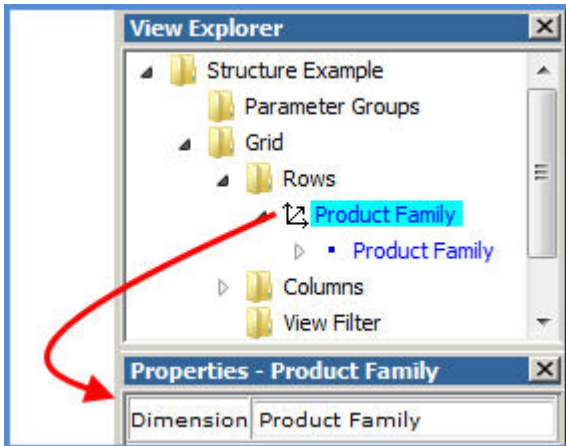 View Explorer
Structure Example
Parameter Groups
Grid
Rows
Product Family
Product Family
Columns
View Filter
Properties - Product Family
Dimension Product Family